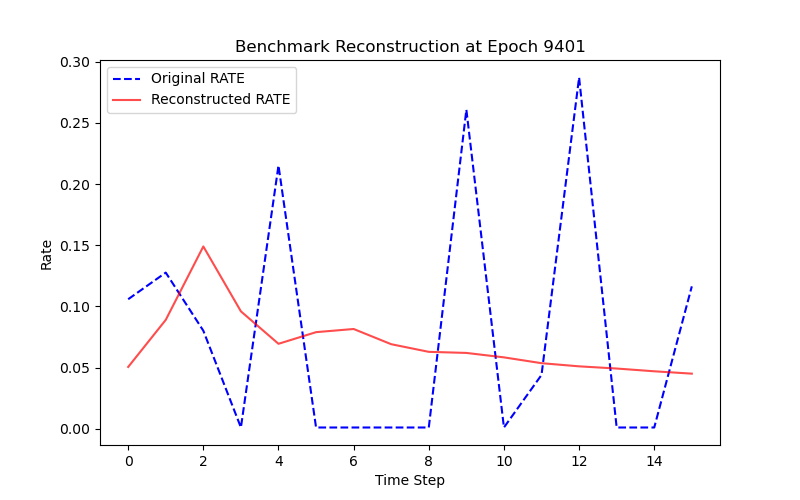 Benchmark Reconstruction at Epoch 9401
Original RATE
Reconstructed RATE
0.30
0.25
0.20
0.15
0.10
0.05
0.00
Rate
0 2 4 6 8 10 12 14
Time Step